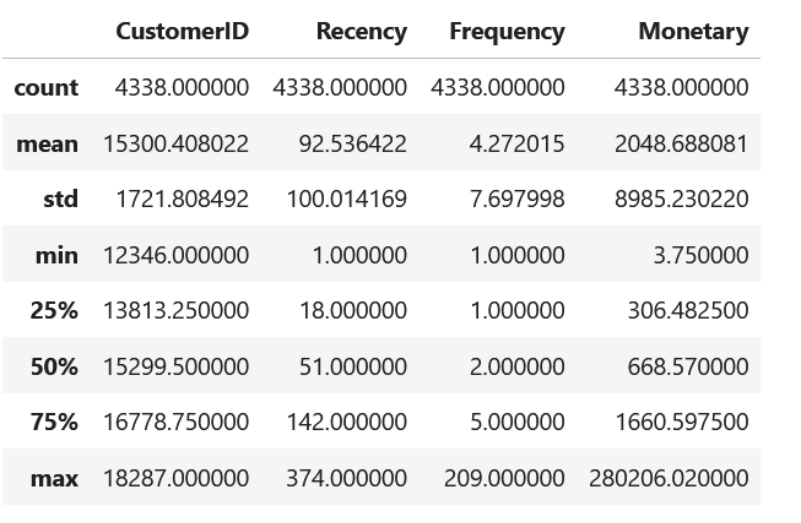 CustomerID Recency Frequency Monetary
count 4338.000000 4338.000000 4338.000000 4338.000000
mean 15300.408022 92.536422 4.272015 2048.688081
std 1721.808492 100.014169 7.697998 8985.230220
min 12346.000000 1.000000 1.000000 3.750000
25% 13813.250000 18.000000 1.000000 306.482500
50% 15299.500000 51.000000 2.000000 668.570000
75% 16778.750000 142.000000 5.000000 1660.597500
max 18287.000000 374.000000 209.000000 280206.020000